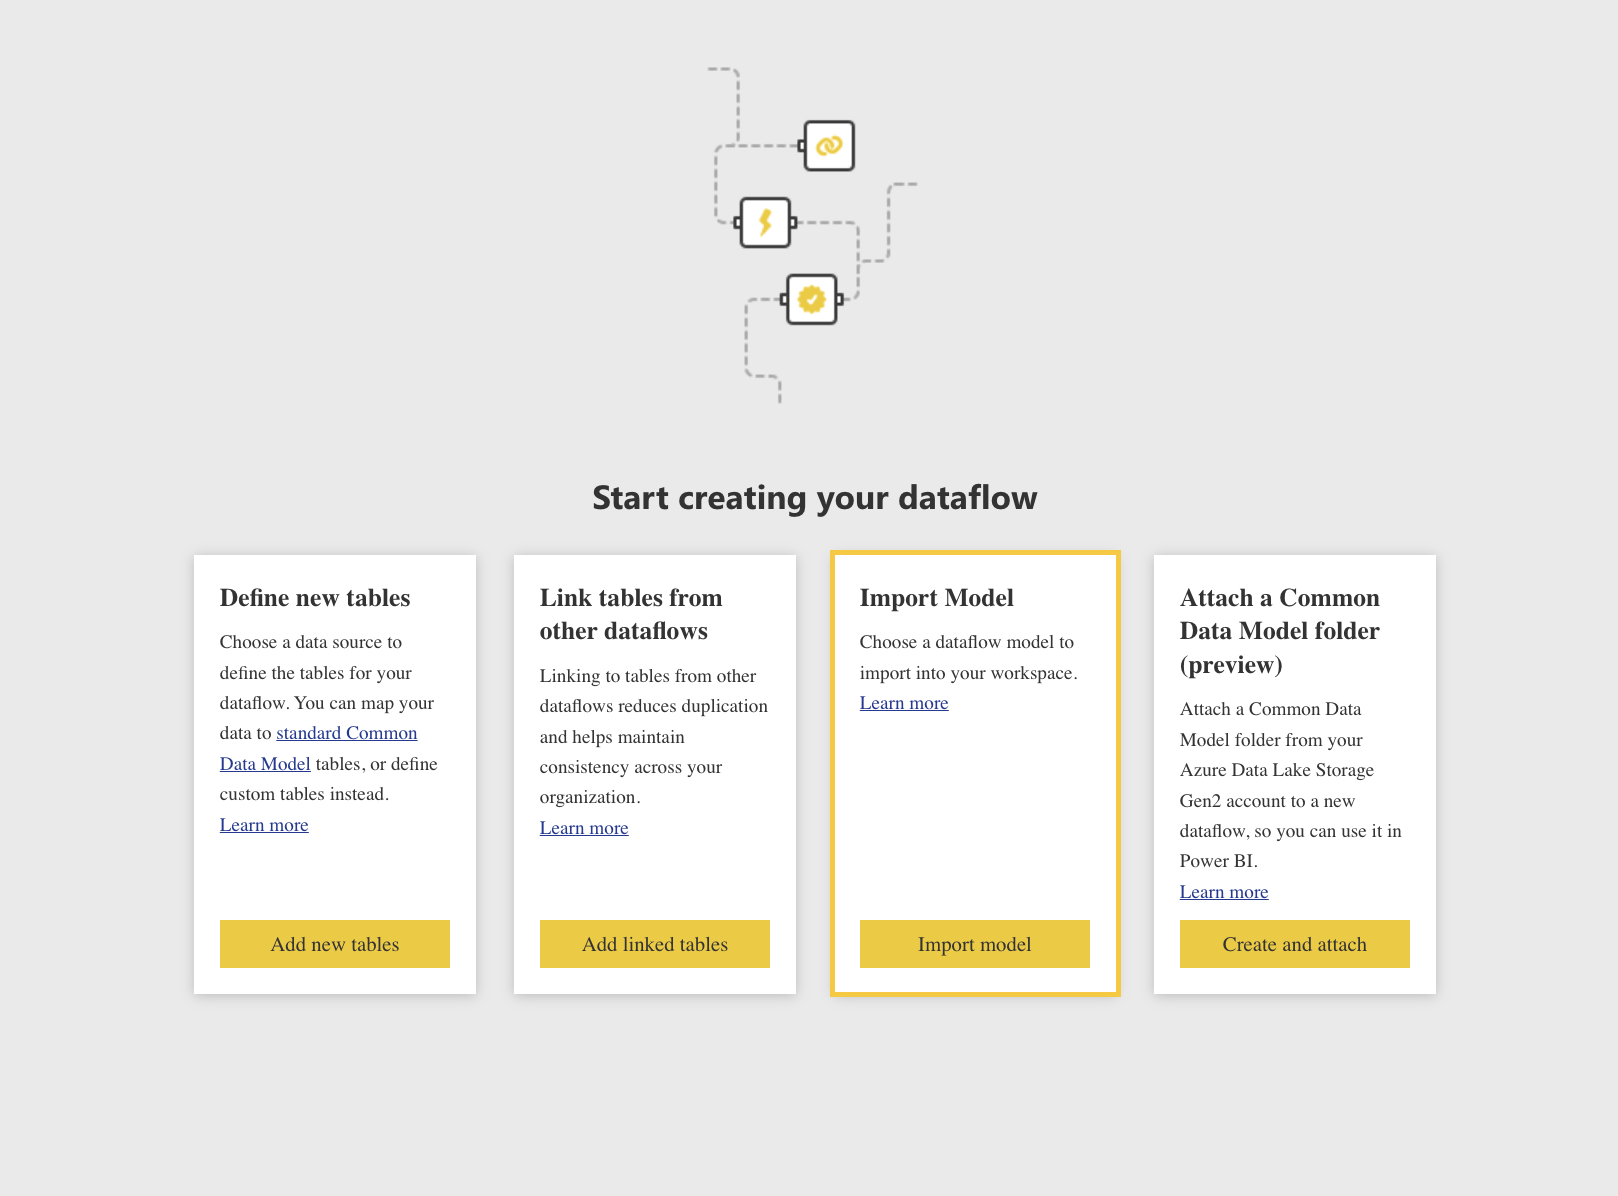 Start creating your dataflow
Define new tables
Choose a data source to
define the tables for your
dataflow. You can map your
data to standard Common
Data Model tables, or define
custom tables instead.
Learn more
Add new tables
Link tables from
other dataflows
Linking to tables from other
dataflows reduces duplication
and helps maintain
consistency across your
organization.
Learn more
Add linked tables
Import Model
Choose a dataflow model to
import into your workspace.
Learn more
Import model
Attach a Common
Data Model folder
(preview)
Attach a Common Data
Model folder from your
Azure Data Lake Storage
Gen2 account to a new
dataflow, so you can use it in
Power BI.
Learn more
Create and attach